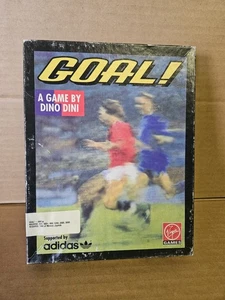 GOAL!
A GAME BY
DINO DINI
Supported by
adidas
Virgin
GAMES